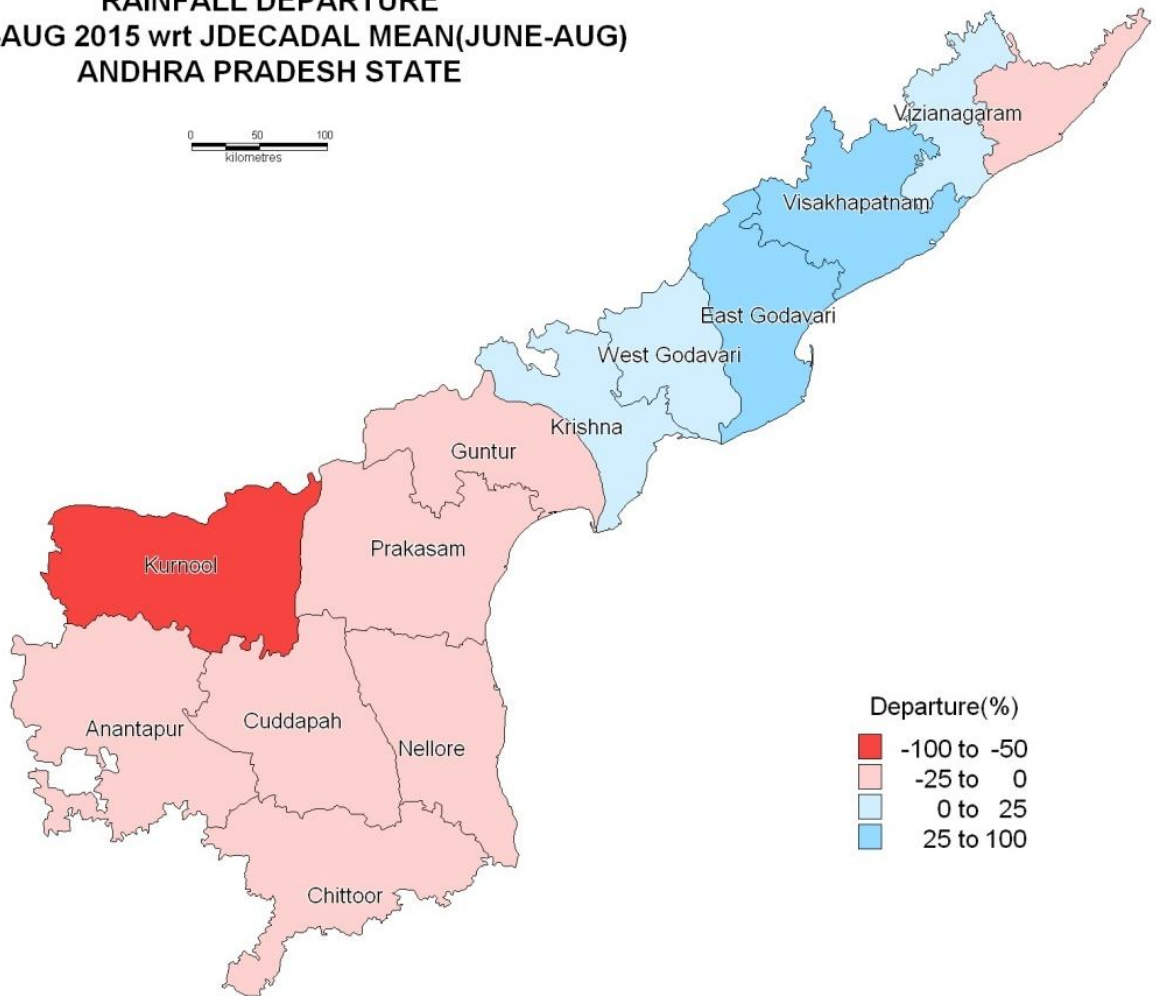 RAINFALL DEPARTURE
-AUG 2015 wrt JDECADAL MEAN(JUNE-AUG)
ANDHRA PRADESH STATE
0 50 100
kilometres
Vizianagaram
Visakhapatnam
East Godavari
West Godavari
Krishna
Guntur
Prakasam
Kurnool
Cuddapah
Anantapur
Nellore
Chittoor
Departure(%)
-100 to -50
-25 to 0
0 to 25
25 to 100